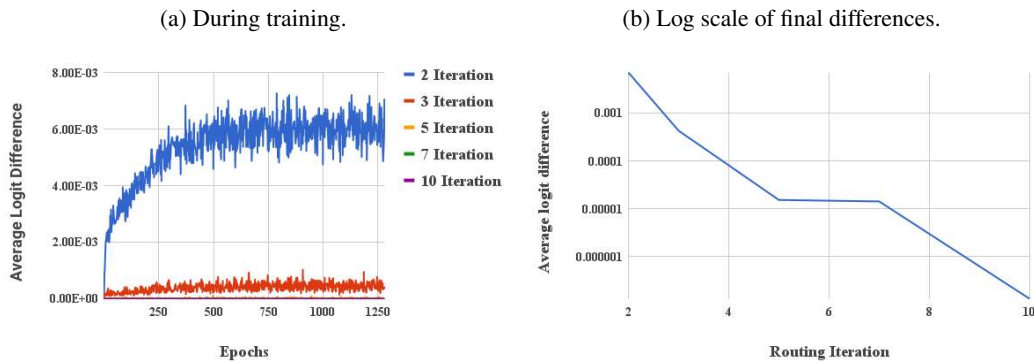 (a) During training.
8.00E-03
6.00E-03
4.00E-03
2.00E-03
0.00E+00
250
500
750
1000
1250
Average Logit Difference
Epochs
2 Iteration
3 Iteration
5 Iteration
7 Iteration
10 Iteration
(b) Log scale of final differences.
0.001
0.0001
0.00001
0.000001
2
4
6
8
10
Average logit difference
Routing Iteration